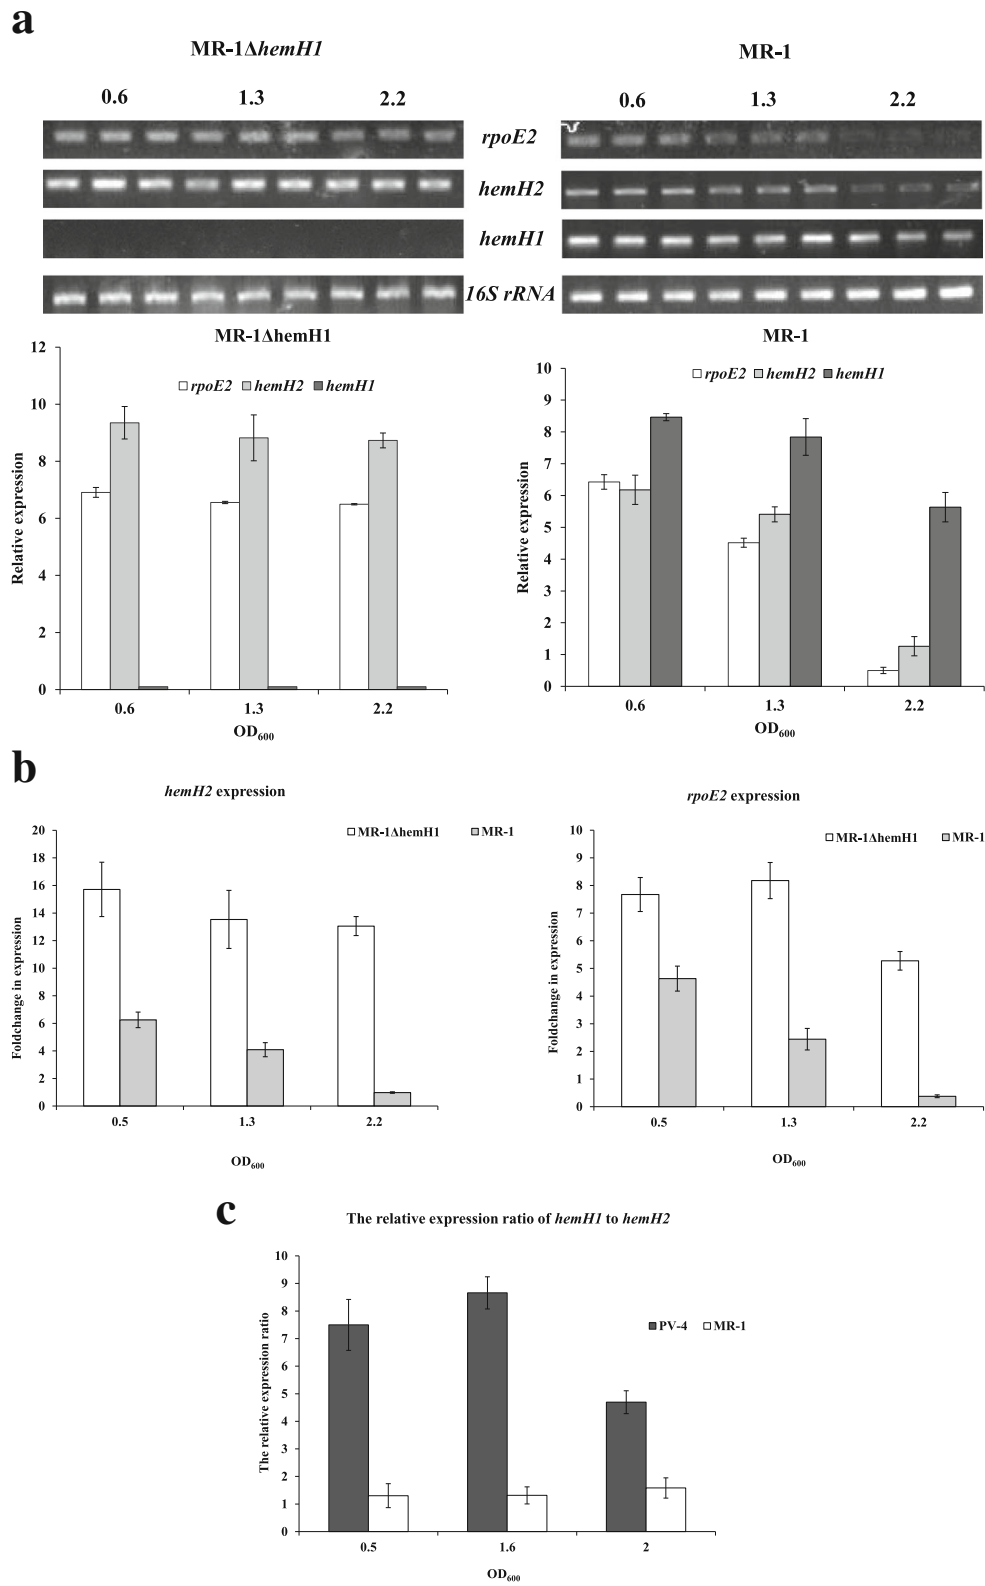 a
MR-1ΔhemH1 MR-1
0.6 1.3 2.2 0.6 1.3 2.2
rpoE2
hemH2
hemH1
16S rRNA
MR-1ΔhemH1
12
10
8
6
4
2
0
Relative expression
rpoE2 hemH2 hemH1
0.6 1.3 2.2
OD600
MR-1
10
9
8
7
6
5
4
3
2
1
0
Relative expression
rpoE2 hemH2 hemH1
0.6 1.3 2.2
OD600
b
hemH2 expression
20
18
16
14
12
10
8
6
4
2
0
Foldchange in expression
MR-1ΔhemH1 MR-1
0.5 1.3 2.2
OD600
rpoE2 expression
10
9
8
7
6
5
4
3
2
1
0
Foldchange in expression
MR-1ΔhemH1 MR-1
0.5 1.3 2.2
OD600
c
The relative expression ratio of hemH1 to hemH2
10
9
8
7
6
5
4
3
2
1
0
The relative expression ratio
PV-4 MR-1
0.5 1.6 2
OD600